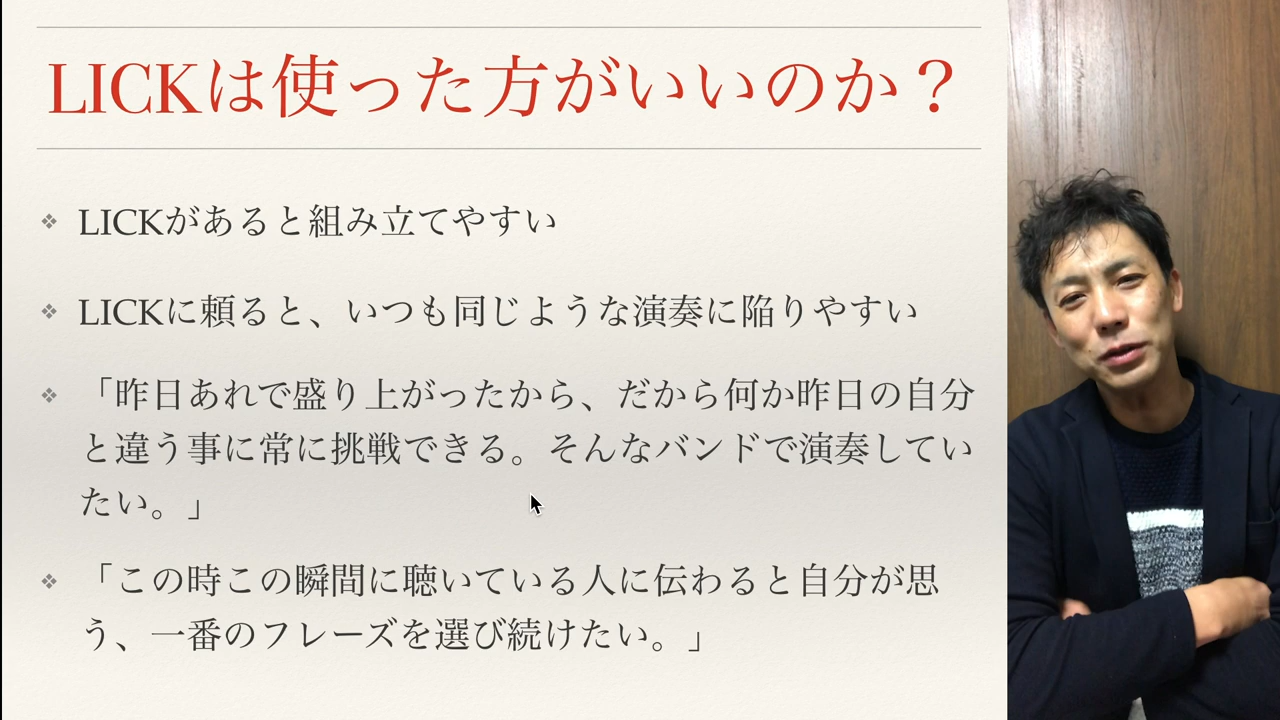 LICKは使った方がいいのか？
LICKがあると組み立てやすい
LICKに頼ると、いつも同じような演奏に陥りやすい
「昨日あれで盛り上がったから、だから何か昨日の自分
と違う事に常に挑戦できる。そんなバンドで演奏してい
たい。」
「この時この瞬間に聴いている人に伝わると自分が思
う、一番のフレーズを選び続けたい。」